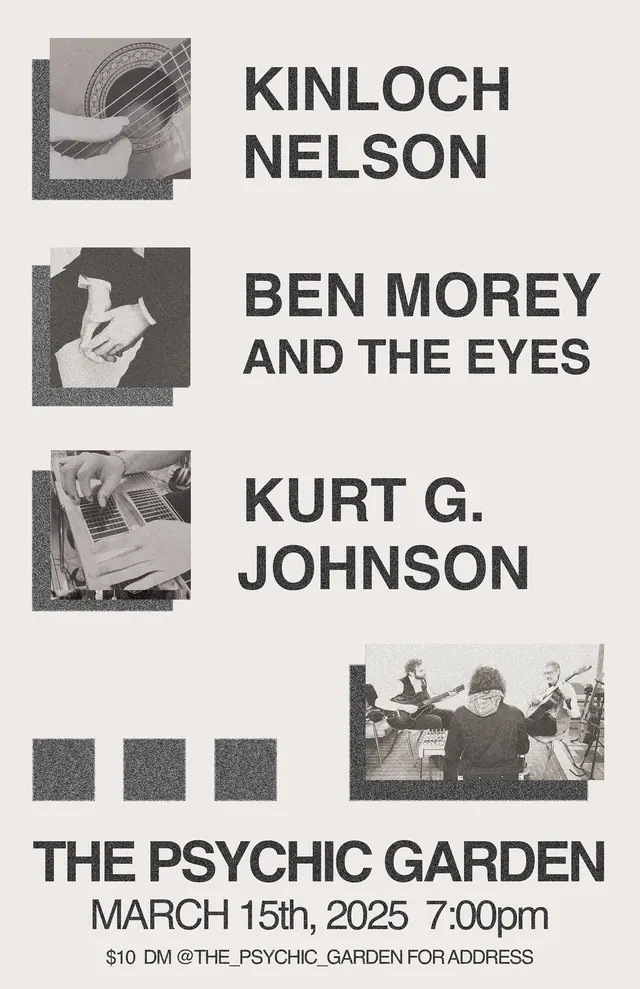 KINLOCH
NELSON
BEN MOREY
AND THE EYES
KURT G.
JOHNSON
THE PSYCHIC GARDEN
MARCH 15th, 2025 7:00pm
$10 DM @THE_PSYCHIC_GARDEN FOR ADDRESS